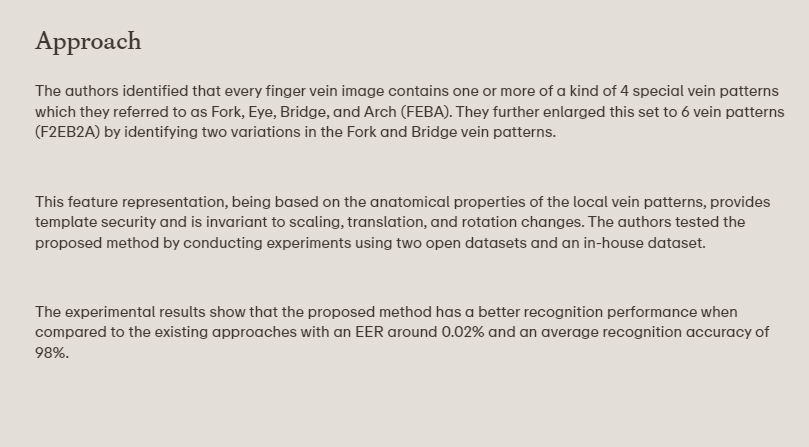 Approach
The authors identified that every finger vein image contains one or more of a kind of 4 special vein patterns
which they referred to as Fork, Eye, Bridge, and Arch (FEBA). They further enlarged this set to 6 vein patterns
(F2EB2A) by identifying two variations in the Fork and Bridge vein patterns.
This feature representation, being based on the anatomical properties of the local vein patterns, provides
template security and is invariant to scaling, translation, and rotation changes. The authors tested the
proposed method by conducting experiments using two open datasets and an in-house dataset.
The experimental results show that the proposed method has a better recognition performance when
compared to the existing approaches with an EER around 0.02% and an average recognition accuracy of
98%.